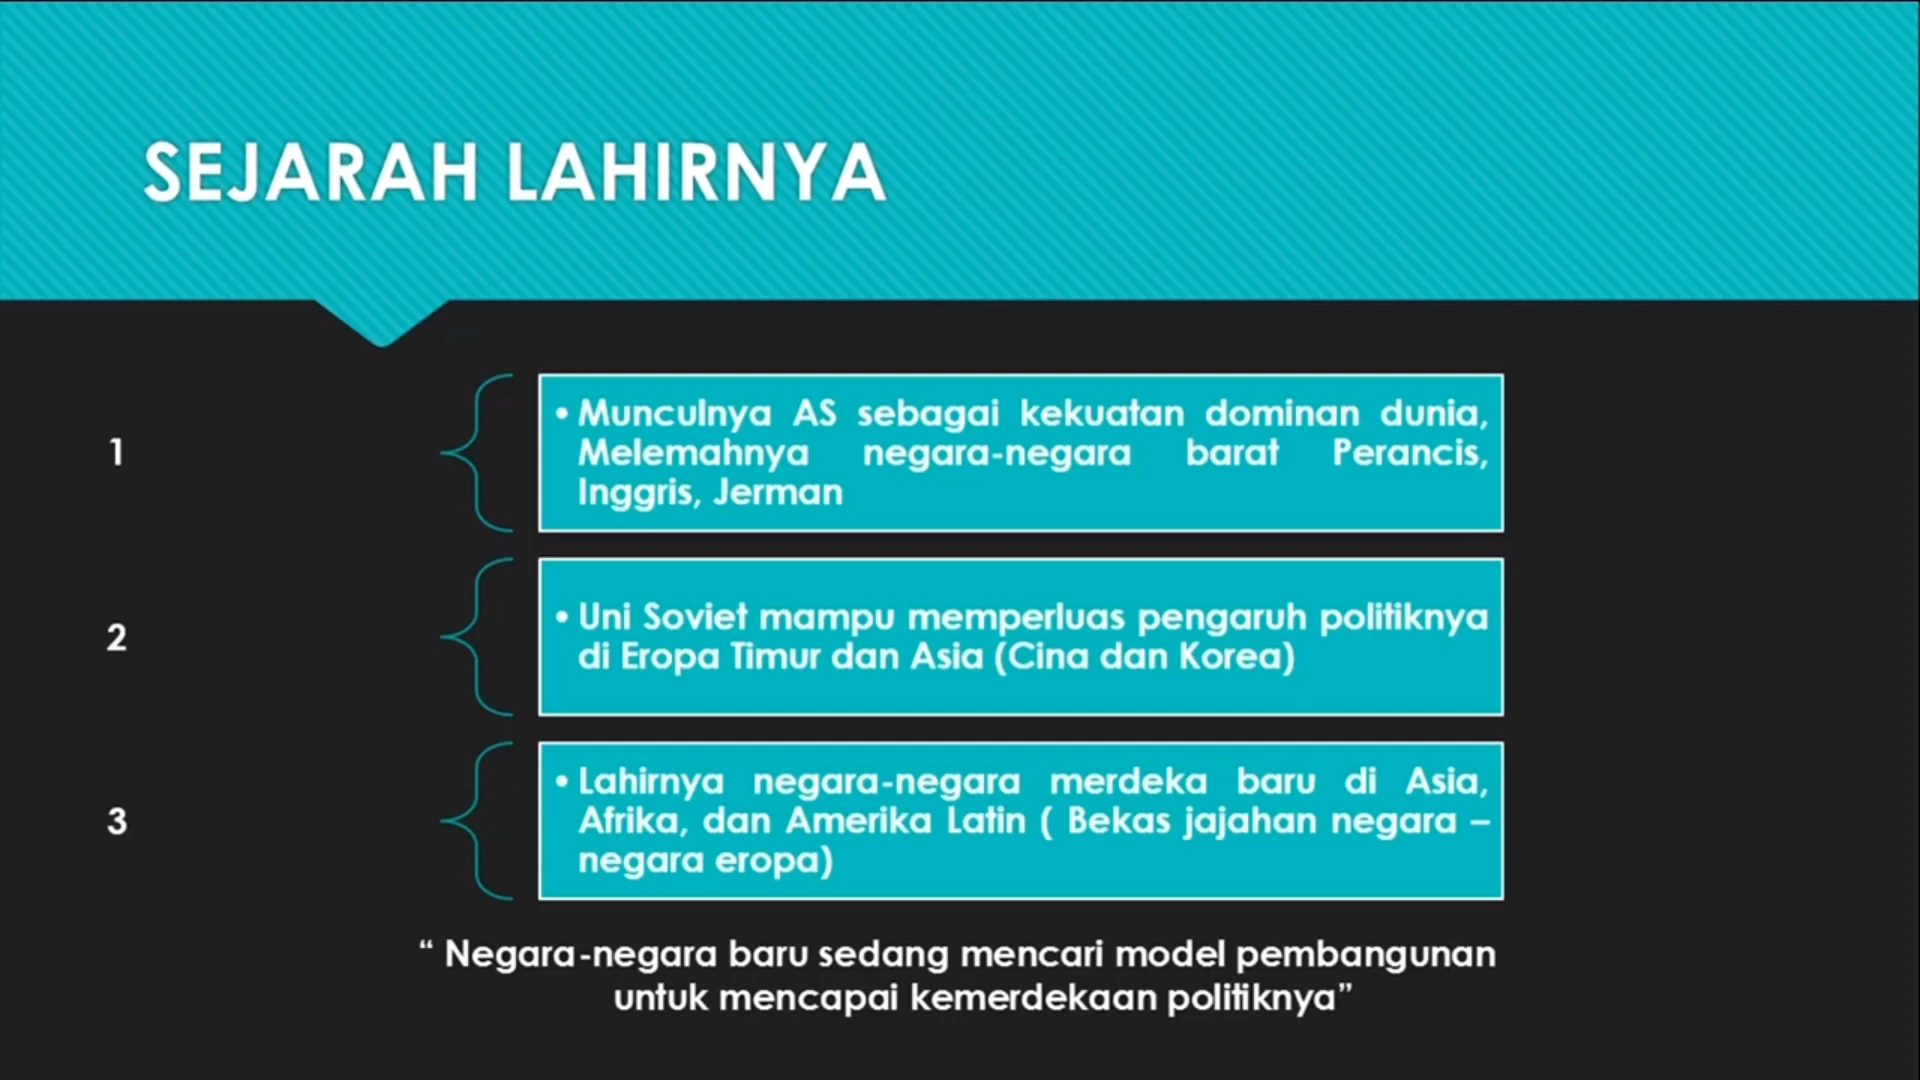 SEJARAH LAHIRNYA
1
• Munculnya AS sebagai kekuatan dominan dunia,
Melemahnya negara-negara barat Perancis,
Inggris, Jerman
2
• Uni Soviet mampu memperluas pengaruh politiknya
di Eropa Timur dan Asia (Cina dan Korea)
3
• Lahirnya negara-negara merdeka baru di Asia,
Afrika, dan Amerika Latin ( Bekas jajahan negara –
negara eropa)
“ Negara-negara baru sedang mencari model pembangunan
untuk mencapai kemerdekaan politiknya”